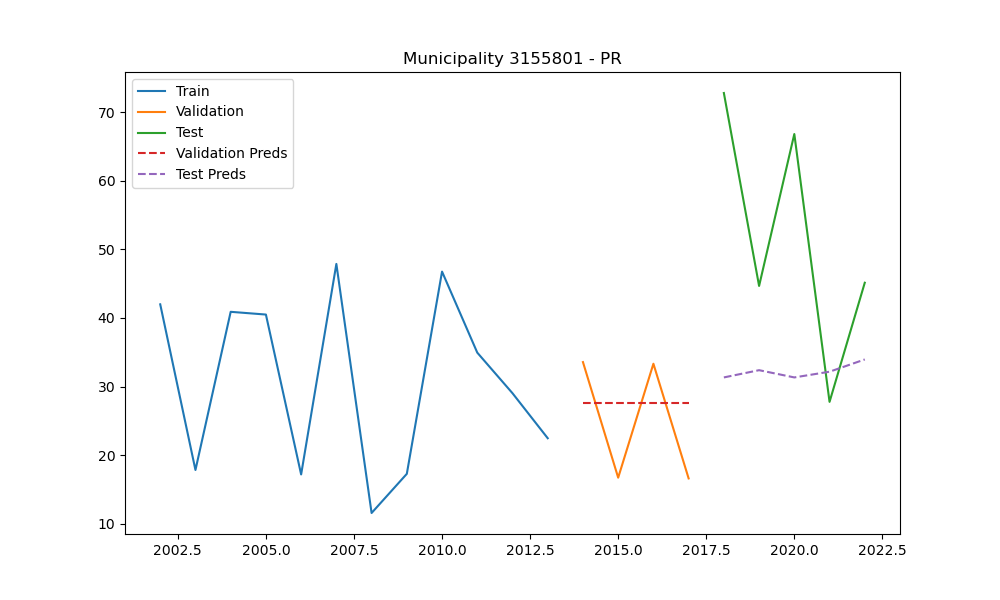 Municipality 3155801 - PR
Train
Validation
Test
Validation Preds
Test Preds
70
60
50
40
30
20
10
2002.5 2005.0 2007.5 2010.0 2012.5 2015.0 2017.5 2020.0 2022.5